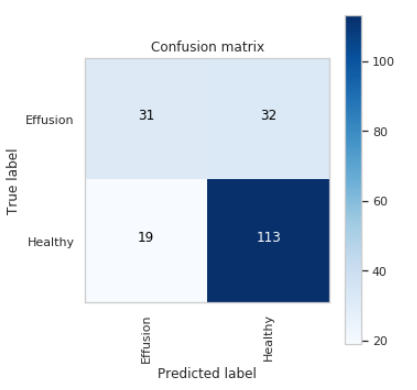 Confusion matrix
True label
Effusion
31
32
Healthy
19
113
Effusion
Healthy
Predicted label
100
80
60
40
20